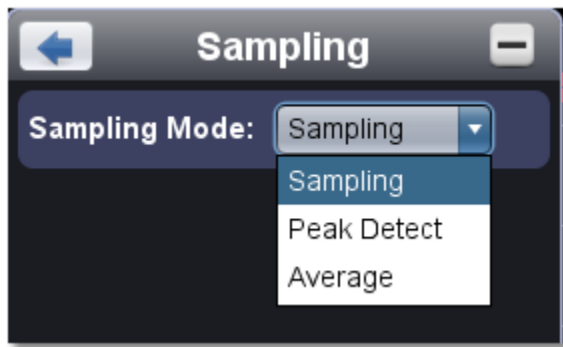 Sampling
Sampling Mode: Sampling
Sampling
Peak Detect
Average